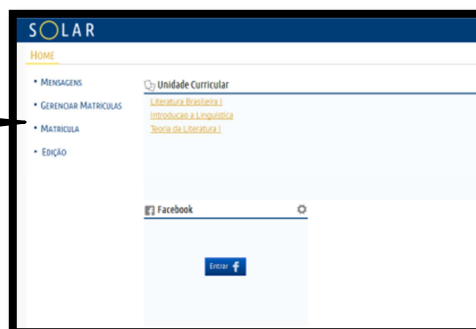 SOLAR
HOME
• MENSAGENS
• GERENCIAR MATRICULAS
• MATRICULA
• EDIÇÃO
Unidade Curricular
Literatura Brasileira I
Introducao a Linguistica
Teoria da Literatura I
Facebook
Entrar